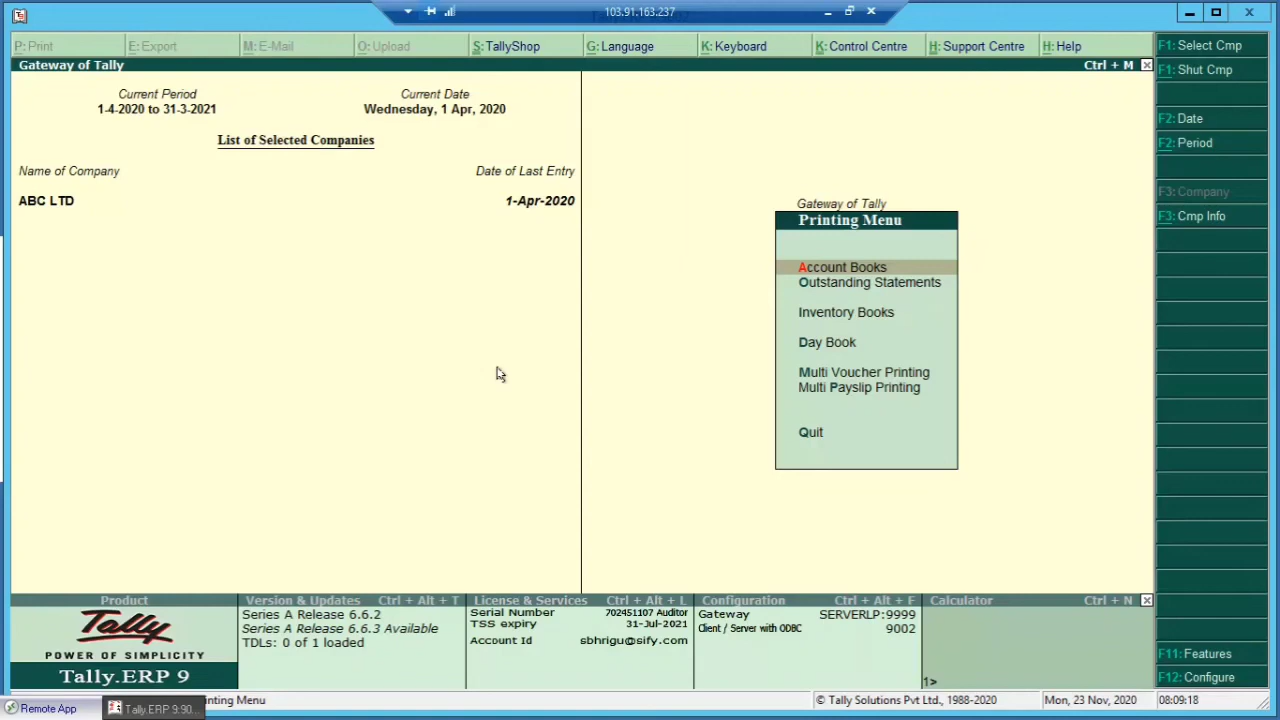 103.91.163.237
P: Print
E: Export
M: E-Mail
O: Upload
S: TallyShop
G: Language
K: Keyboard
K: Control Centre
H: Support Centre
H: Help
F1: Select Cmp
Gateway of Tally
Ctrl + M
F1: Shut Cmp
Current Period
1-4-2020 to 31-3-2021
Current Date
Wednesday, 1 Apr, 2020
List of Selected Companies
Name of Company
Date of Last Entry
ABC LTD
1-Apr-2020
F2: Date
F2: Period
F3: Company
F3: Cmp Info
Gateway of Tally
Printing Menu
Account Books
Outstanding Statements
Inventory Books
Day Book
Multi Voucher Printing
Multi Payslip Printing
Quit
Product
Tally
POWER OF SIMPLICITY
Tally.ERP 9
Version & Updates Ctrl + Alt + T
Series A Release 6.6.2
Series A Release 6.6.3 Available
TDLs: 0 of 1 loaded
License & Services Ctrl + Alt + L
Serial Number 702451107 Auditor
TSS expiry 31-Jul-2021
Account Id sbhrigu@sify.com
Configuration Ctrl + Alt + F
Gateway SERVERLP:9999
Client / Server with ODBC 9002
Calculator Ctrl + N
1>
F11: Features
F12: Configure
Remote App
Tally.ERP 9:90...
inting Menu
© Tally Solutions Pvt Ltd., 1988-2020
Mon, 23 Nov, 2020
08:09:18